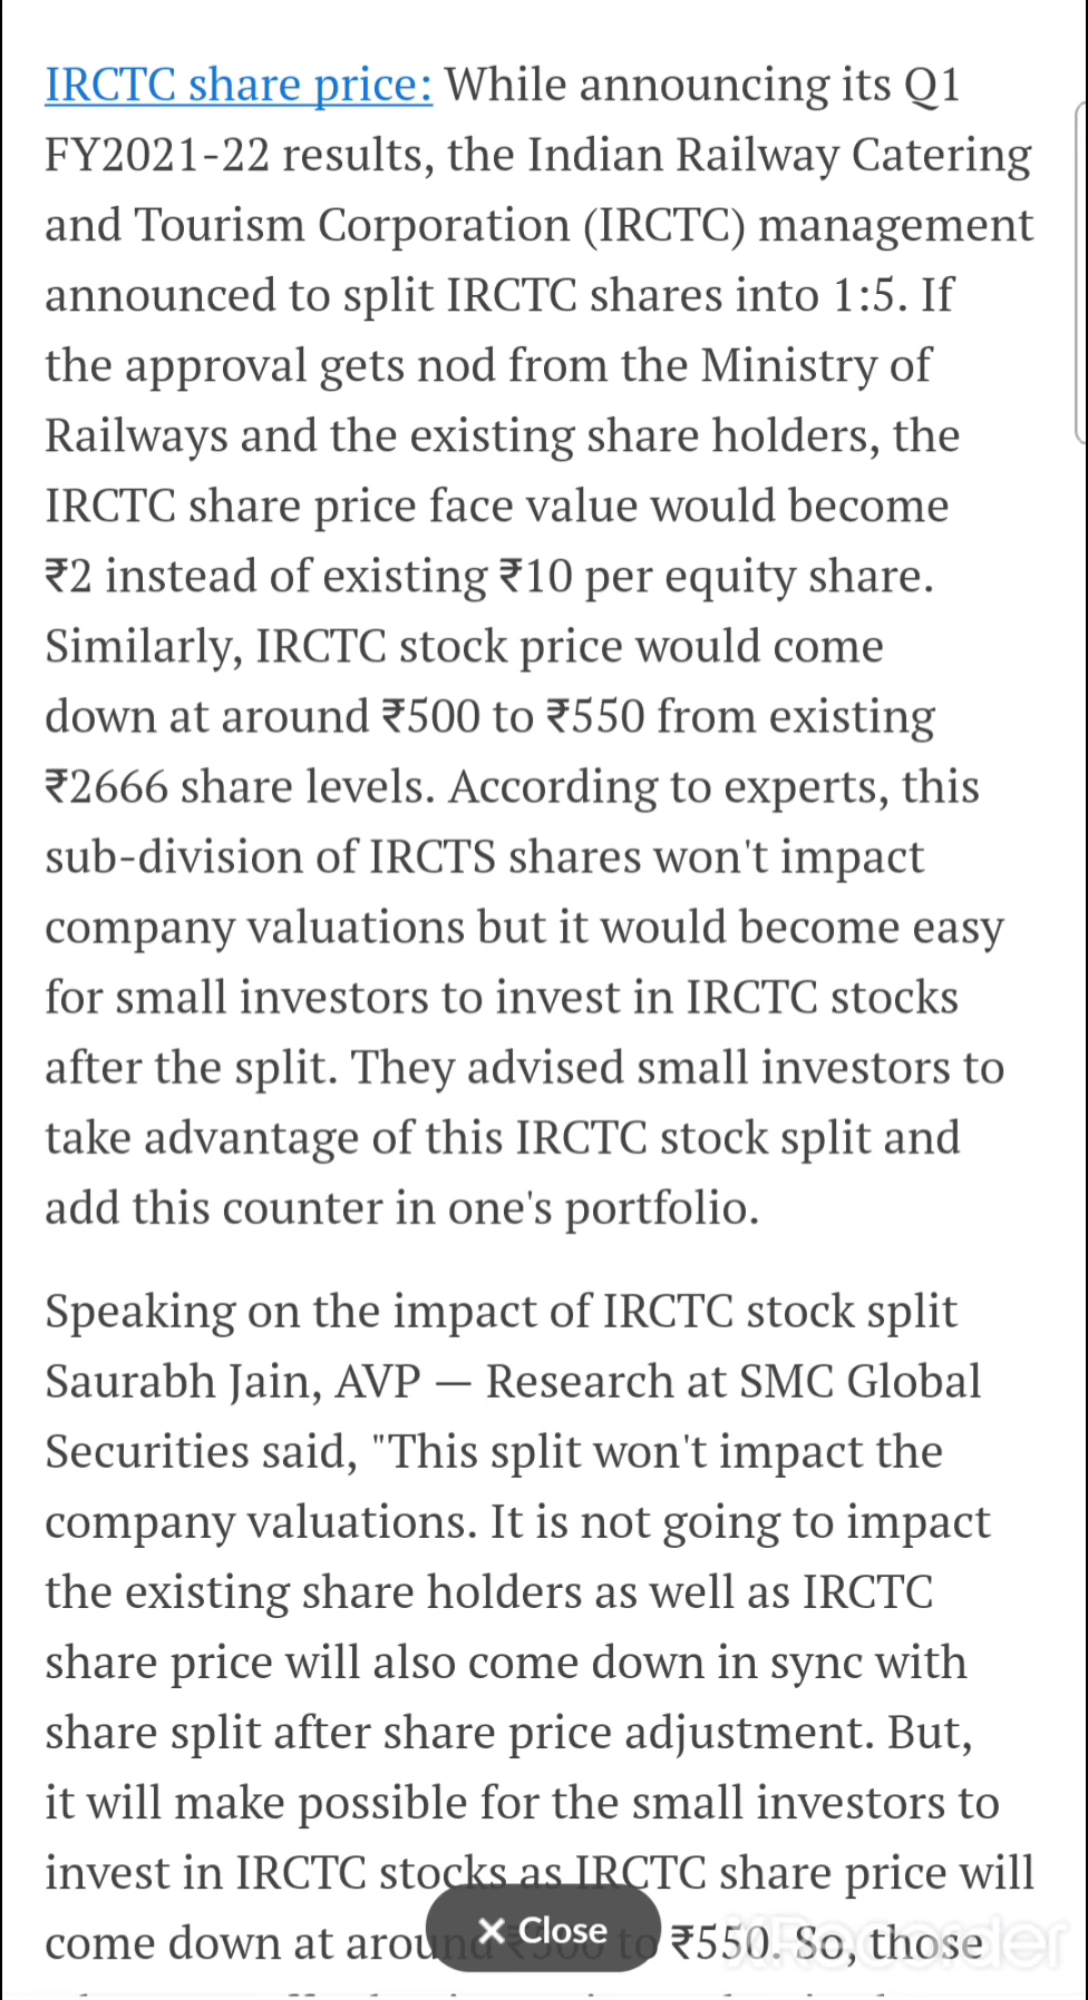 IRCTC share price: While announcing its Q1
FY2021-22 results, the Indian Railway Catering
and Tourism Corporation (IRCTC) management
announced to split IRCTC shares into 1:5. If
the approval gets nod from the Ministry of
Railways and the existing share holders, the
IRCTC share price face value would become
₹2 instead of existing ₹10 per equity share.
Similarly, IRCTC stock price would come
down at around ₹500 to ₹550 from existing
₹2666 share levels. According to experts, this
sub-division of IRCTS shares won't impact
company valuations but it would become easy
for small investors to invest in IRCTC stocks
after the split. They advised small investors to
take advantage of this IRCTC stock split and
add this counter in one's portfolio.
Speaking on the impact of IRCTC stock split
Saurabh Jain, AVP — Research at SMC Global
Securities said, "This split won't impact the
company valuations. It is not going to impact
the existing share holders as well as IRCTC
share price will also come down in sync with
share split after share price adjustment. But,
it will make possible for the small investors to
invest in IRCTC stocks as IRCTC share price will
come down at around ₹500 to ₹550. So, those
× Close
XRecorder